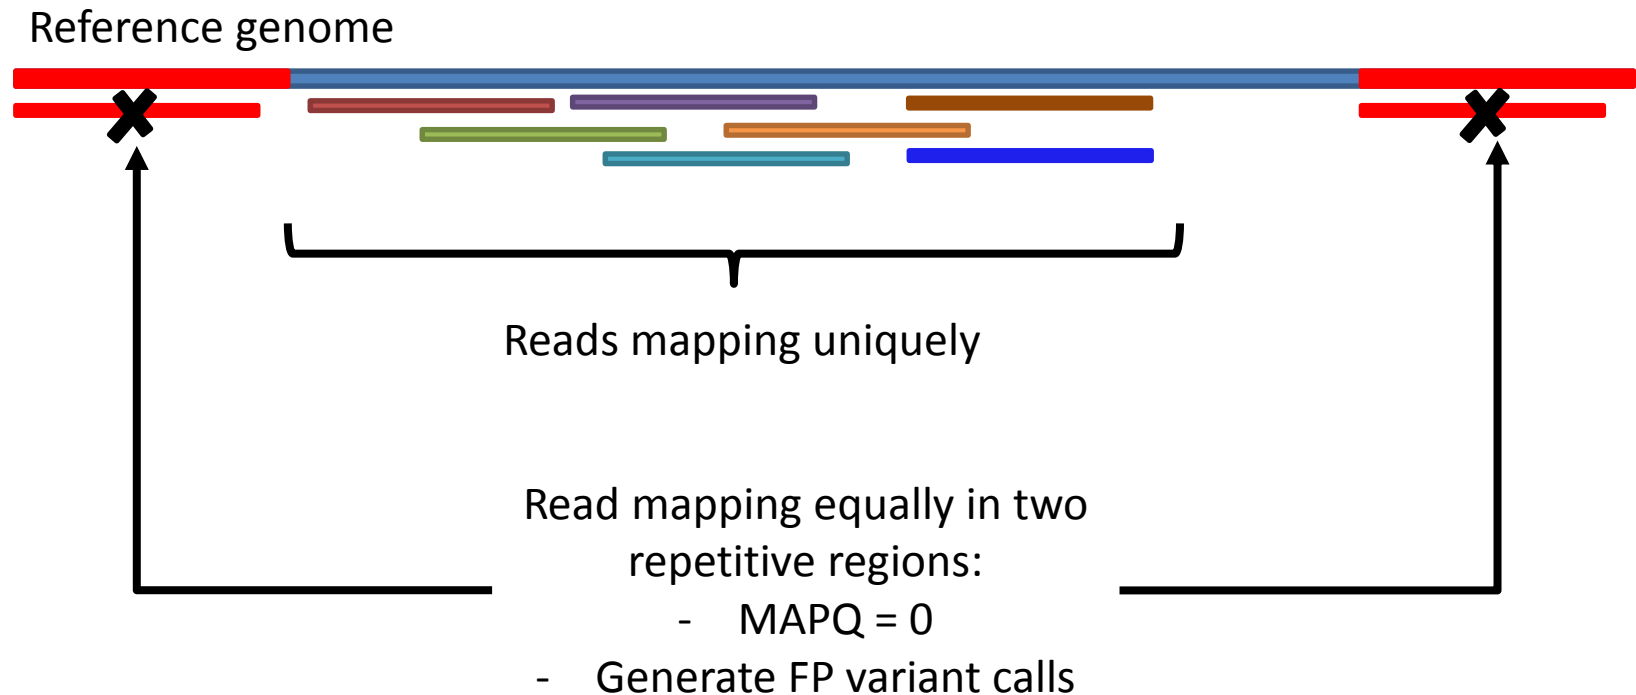 Reference genome
Reads mapping uniquely
Read mapping equally in two
repetitive regions:
- MAPQ = 0
- Generate FP variant calls